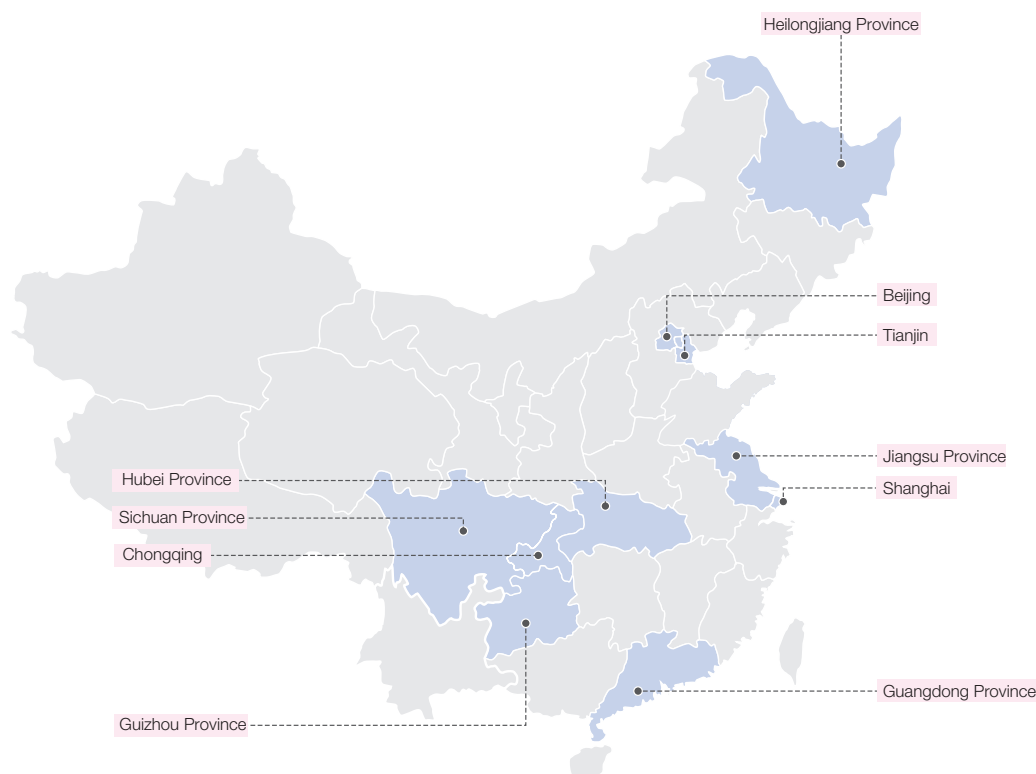 Heilongjiang Province
Beijing
Tianjin
Jiangsu Province
Hubei Province
Shanghai
Sichuan Province
Chongqing
Guangdong Province
Guizhou Province